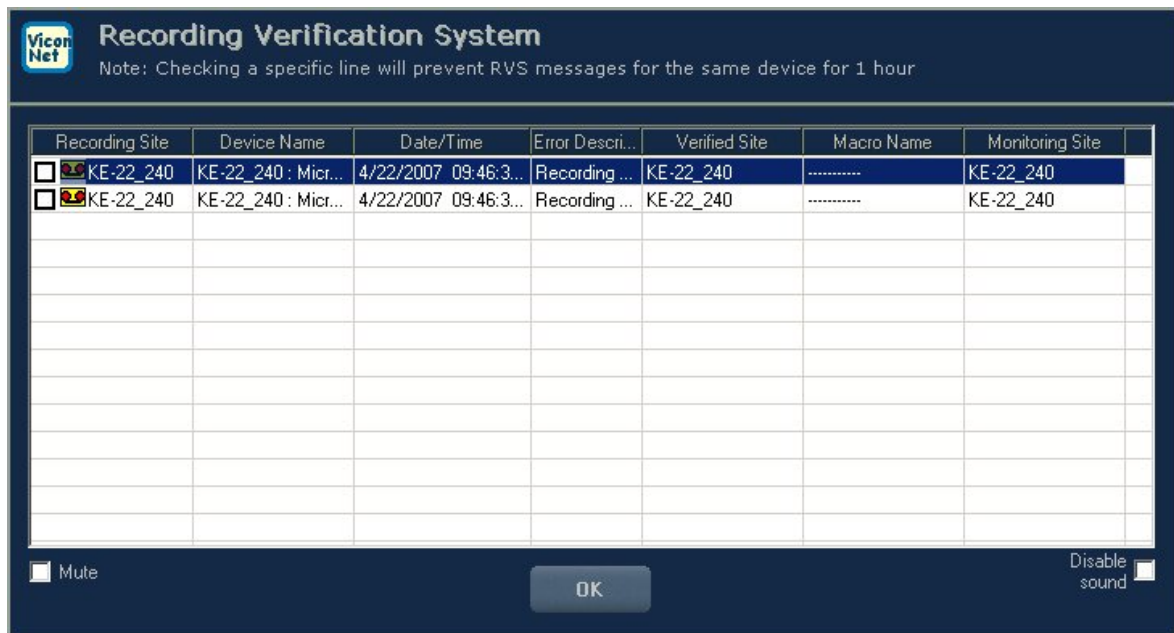 Vicon Net
Recording Verification System
Note: Checking a specific line will prevent RVS messages for the same device for 1 hour
Recording Site Device Name Date/Time Error Descri... Verified Site Macro Name Monitoring Site
KE-22_240 KE-22_240 : Micr... 4/22/2007 09:46:3... Recording ... KE-22_240 ----------- KE-22_240
KE-22_240 KE-22_240 : Micr... 4/22/2007 09:46:3... Recording ... KE-22_240 ----------- KE-22_240
Mute
OK
Disable
sound